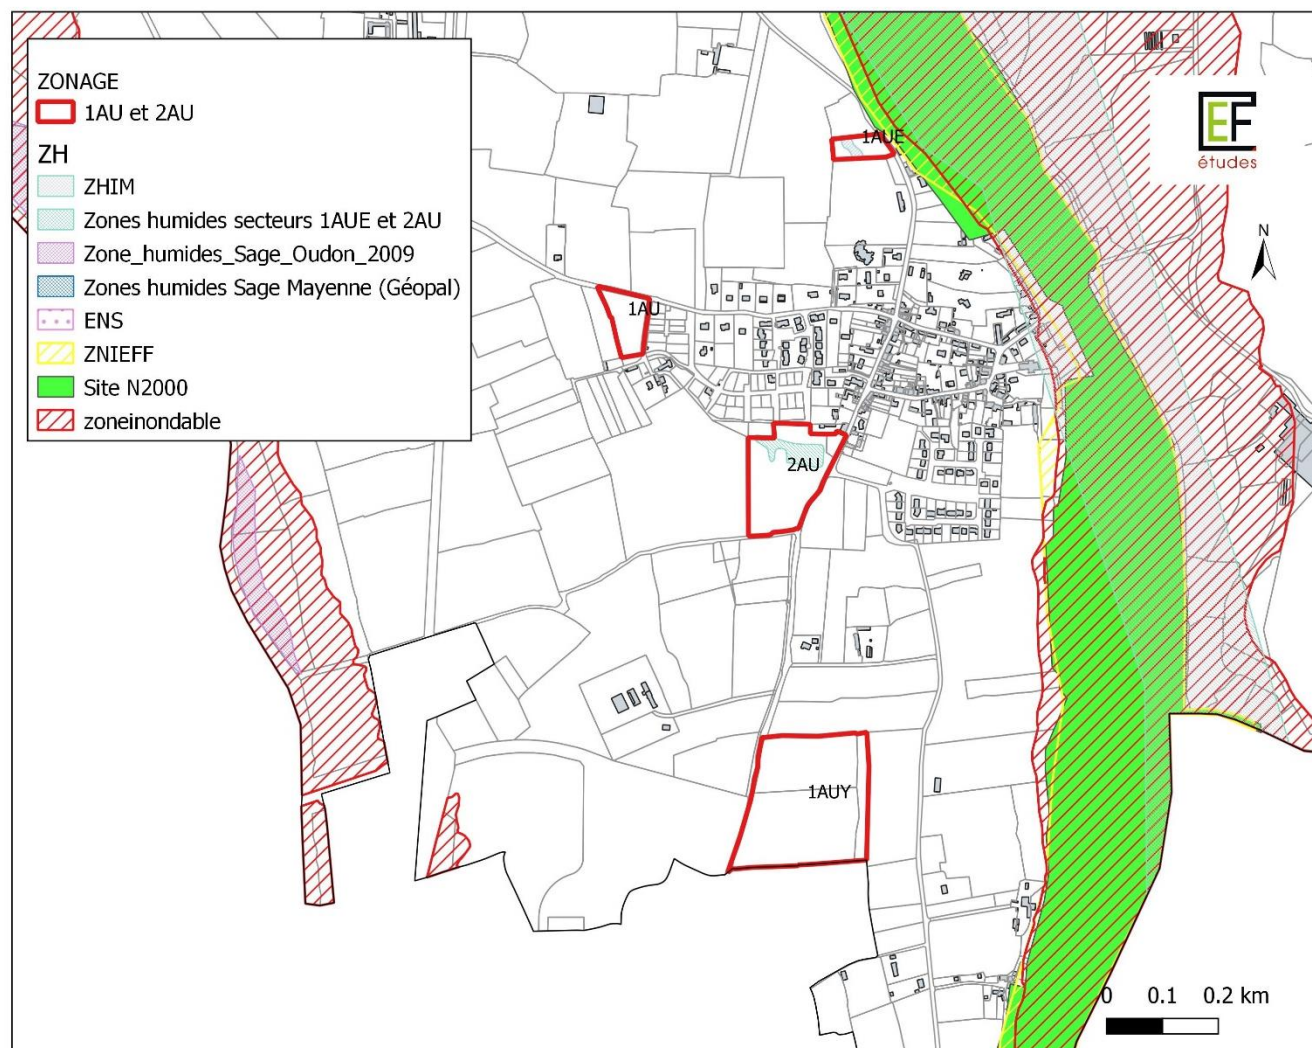 ZONAGE
1AU et 2AU
ZH
ZHIM
Zones humides secteurs 1AUE et 2AU
Zone_humides_Sage_Oudon_2009
Zones humides Sage Mayenne (Géopal)
ENS
ZNIEFF
Site N2000
zoneinondable
EF
études
N
1AUE
1AU
2AU
1AUY
0 0.1 0.2 km